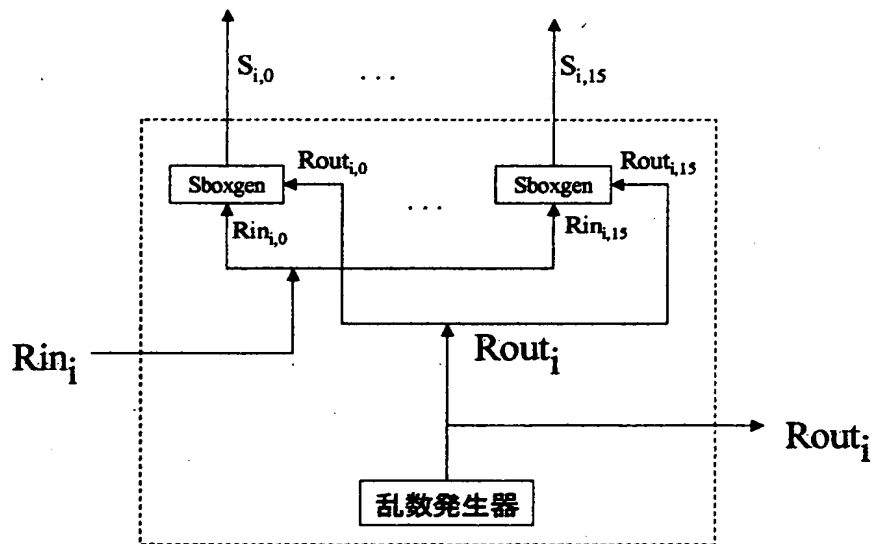 S_{i,0} ... S_{i,15}
Rout_{i,0} Rout_{i,15}
Sboxgen ... Sboxgen
Rin_{i,0} Rin_{i,15}
Rin_i Rout_i
Rout_i
乱数発生器